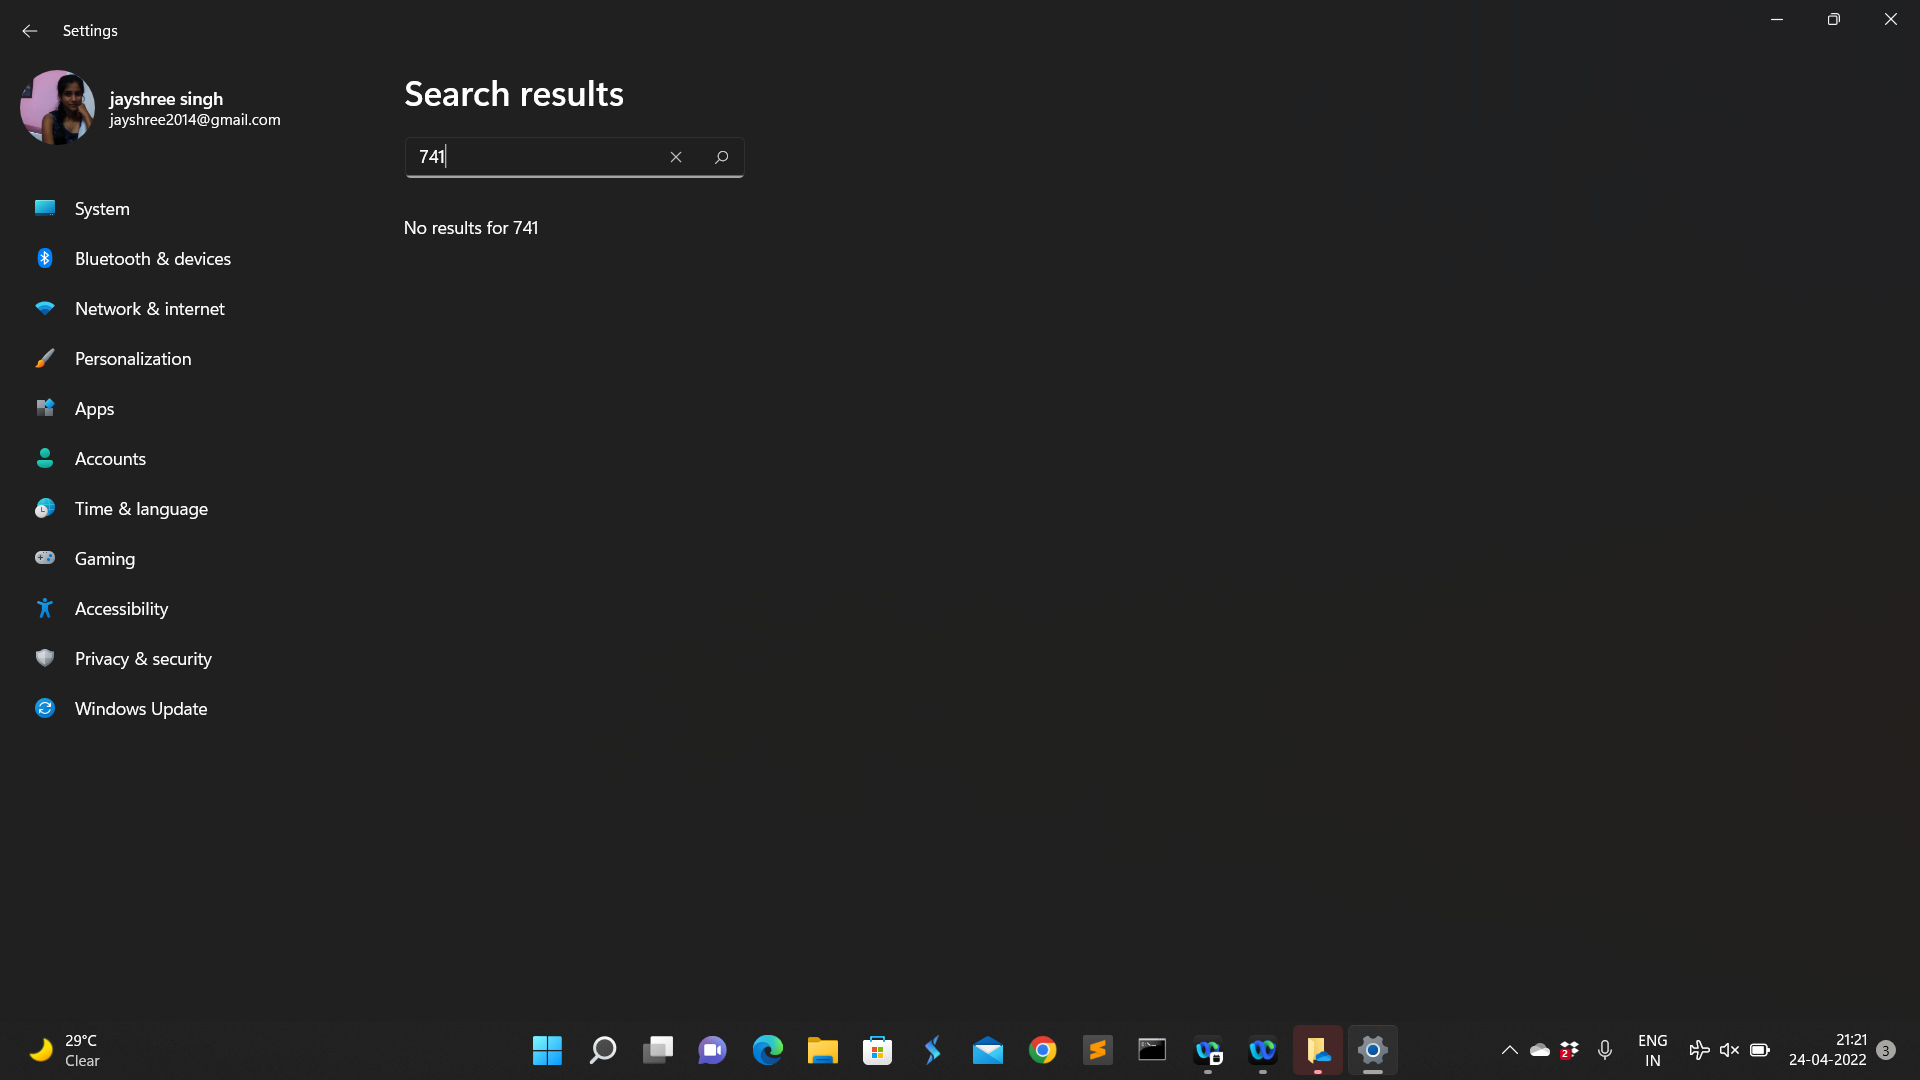 Settings
jayshree singh
jayshree2014@gmail.com
System
Bluetooth & devices
Network & internet
Personalization
Apps
Accounts
Time & language
Gaming
Accessibility
Privacy & security
Windows Update
Search results
741
No results for 741
29°C
Clear
2
ENG
IN
21:21
24-04-2022
3